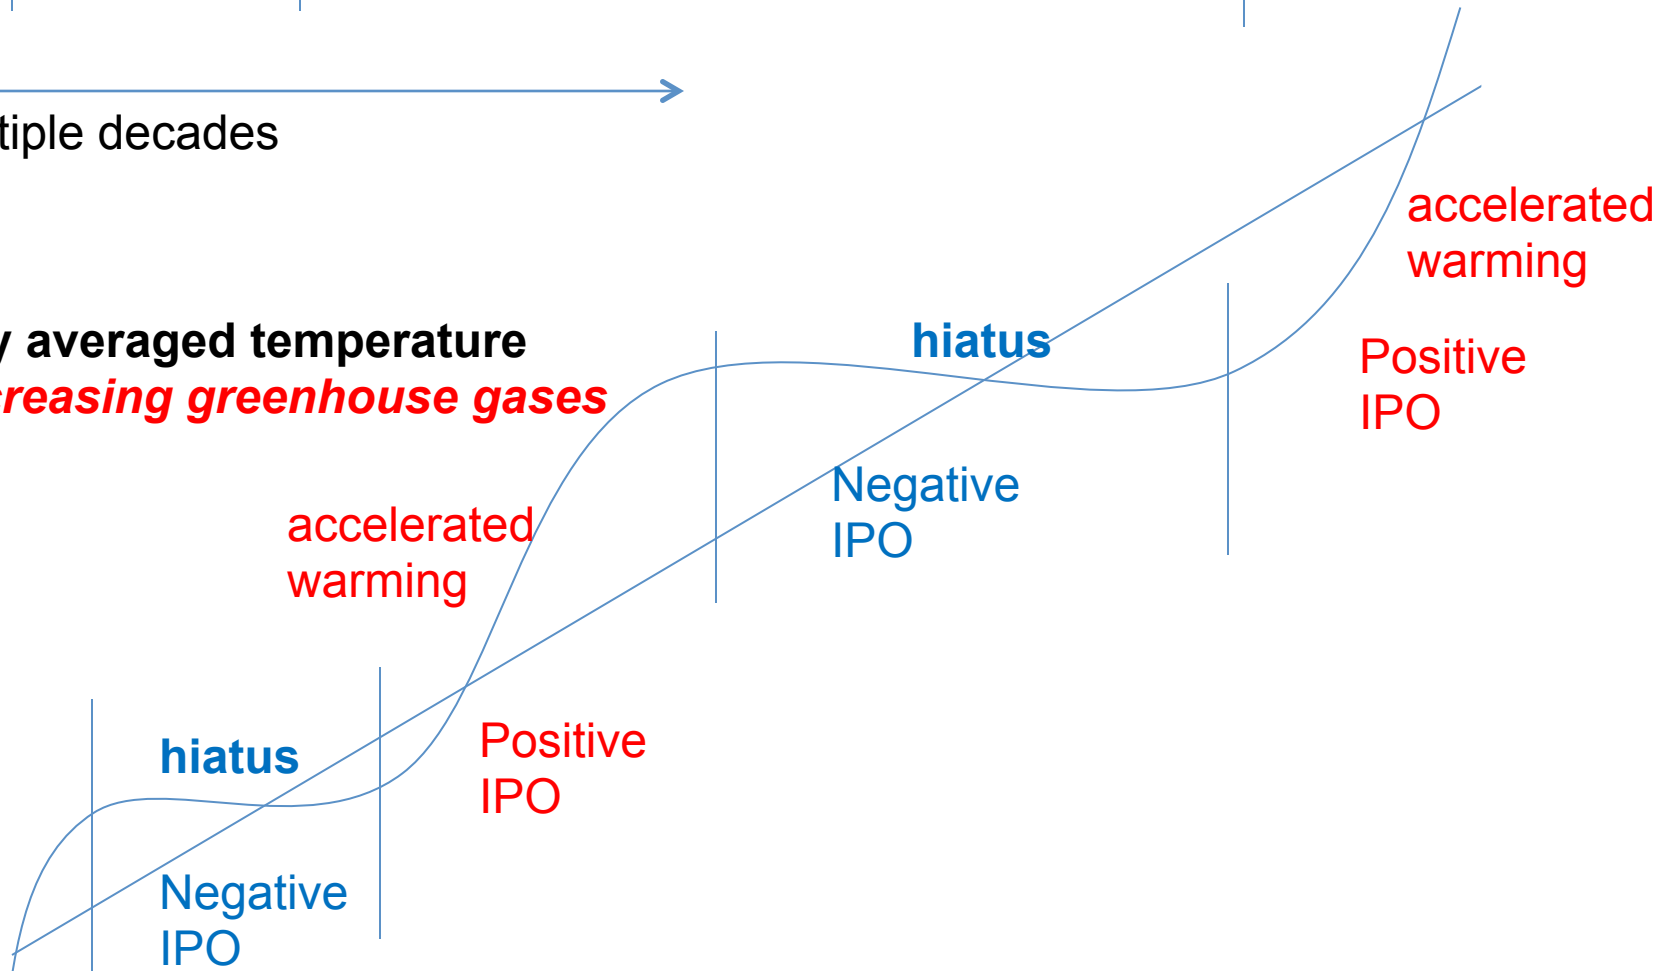 tiple decades
y averaged temperature
creasing greenhouse gases
accelerated
warming
hiatus
Positive
IPO
Negative
IPO
accelerated
warming
hiatus
Positive
IPO
Negative
IPO